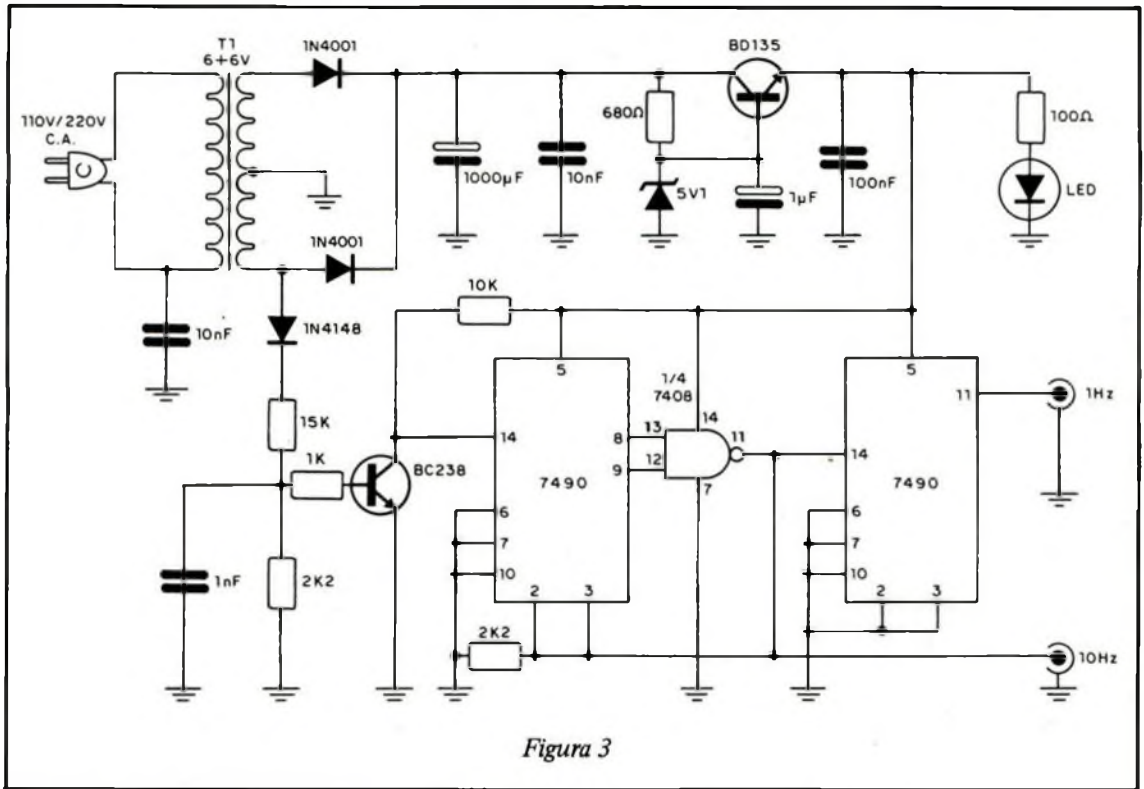 T1
6+6V
1N4001
BD135
110V/220V
C.A.
C
680Ω
1000µF
10nF
5V1
1µF
100nF
100Ω
LED
1N4001
10K
10nF
1N4148
15K
1K
BC238
1nF
2K2
5
14
8
9
7490
6
7
10
2
3
2K2
1/4
7408
14
13
12
11
7
5
11
14
7490
6
7
10
2
3
1Hz
10Hz
Figura 3